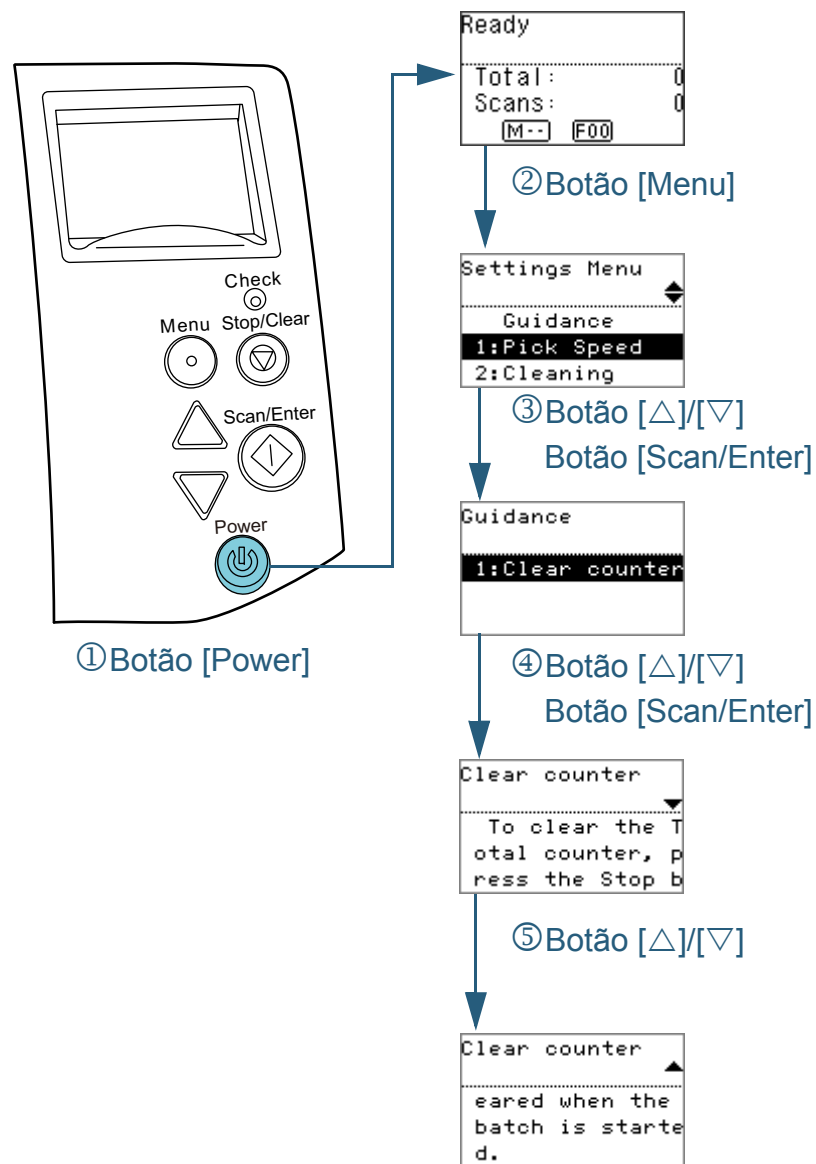 Check
Menu
Stop/Clear
Scan/Enter
Power
①Botão [Power]
Ready
Total: 0
Scans: 0
M-- F00
②Botão [Menu]
Settings Menu
Guidance
1:Pick Speed
2:Cleaning
③Botão [△]/[▽]
Botão [Scan/Enter]
Guidance
1:Clear counter
④Botão [△]/[▽]
Botão [Scan/Enter]
Clear counter
To clear the T
otal counter, p
ress the Stop b
⑤Botão [△]/[▽]
Clear counter
eared when the
batch is starte
d.